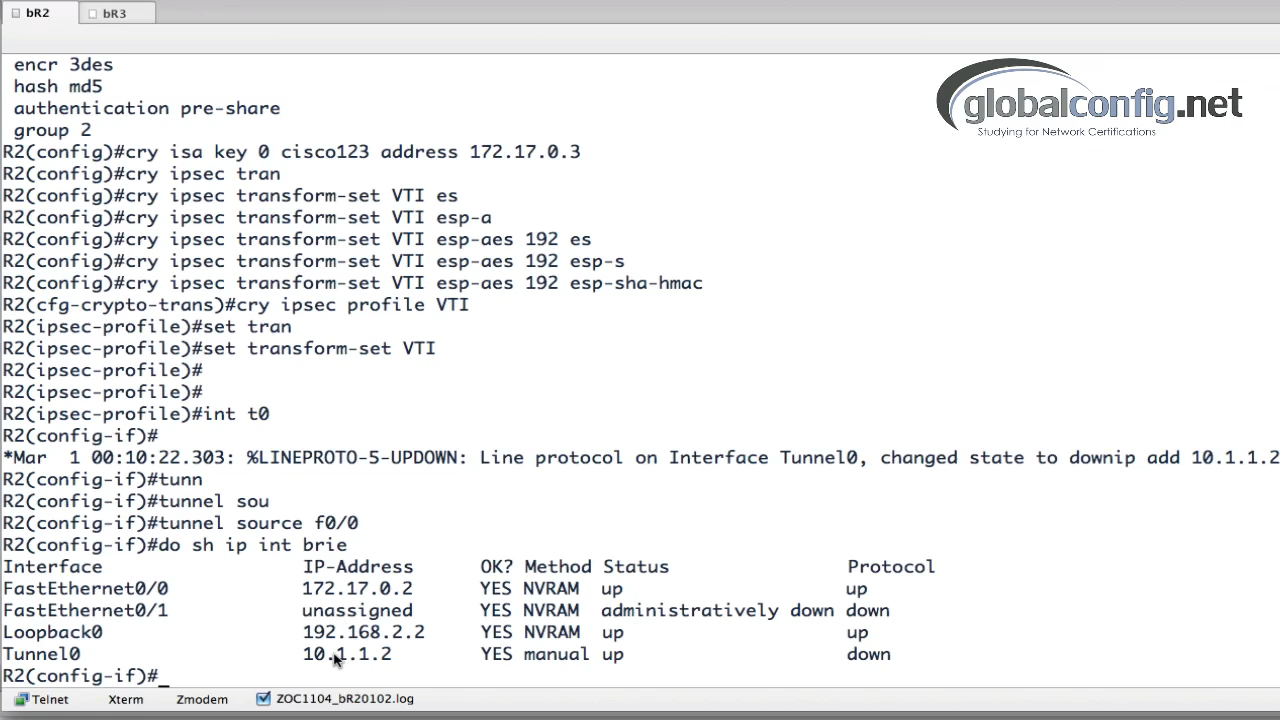 bR2 bR3
globalconfig.net
Studying for Network Certifications
encr 3des
hash md5
authentication pre-share
group 2
R2(config)#cry isa key 0 cisco123 address 172.17.0.3
R2(config)#cry ipsec tran
R2(config)#cry ipsec transform-set VTI es
R2(config)#cry ipsec transform-set VTI esp-a
R2(config)#cry ipsec transform-set VTI esp-aes 192 es
R2(config)#cry ipsec transform-set VTI esp-aes 192 esp-s
R2(config)#cry ipsec transform-set VTI esp-aes 192 esp-sha-hmac
R2(cfg-crypto-trans)#cry ipsec profile VTI
R2(ipsec-profile)#set tran
R2(ipsec-profile)#set transform-set VTI
R2(ipsec-profile)#
R2(ipsec-profile)#
R2(ipsec-profile)#int t0
R2(config-if)#
*Mar  1 00:10:22.303: %LINEPROTO-5-UPDOWN: Line protocol on Interface Tunnel0, changed state to downip add 10.1.1.2
R2(config-if)#tunn
R2(config-if)#tunnel sou
R2(config-if)#tunnel source f0/0
R2(config-if)#do sh ip int brie
Interface IP-Address OK? Method Status Protocol
FastEthernet0/0 172.17.0.2 YES NVRAM up up
FastEthernet0/1 unassigned YES NVRAM administratively down down
Loopback0 192.168.2.2 YES NVRAM up up
Tunnel0 10.1.1.2 YES manual up down
R2(config-if)#_
Telnet Xterm Zmodem ZOC1104_bR20102.log